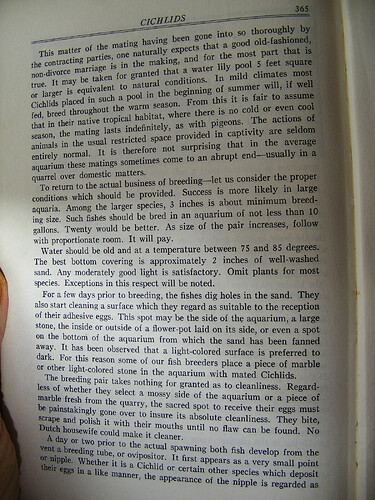 CICHLIDS 365
This matter of the mating having been gone into so thoroughly by
the contracting parties, one naturally expects that a good old-fashioned,
non-divorce marriage is in the making, and for the most part that is
true. It may be taken for granted that a water lily pool 5 feet square
or larger is equivalent to natural conditions. In mild climates most
Cichlids placed in such a pool in the beginning of summer will, if well
fed, breed throughout the warm season. From this it is fair to assume
that in their native tropical habitat, where there is no cold or even cool
season, the mating lasts indefinitely, as with pigeons. The actions of
animals in the usual restricted space provided in captivity are seldom
entirely normal. It is therefore not surprising that in the average
aquarium these matings sometimes come to an abrupt end—usually in a
quarrel over domestic matters.
To return to the actual business of breeding—let us consider the proper
conditions which should be provided. Success is more likely in large
aquaria. Among the larger species, 3 inches is about minimum breed-
ing size. Such fishes should be bred in an aquarium of not less than 10
gallons. Twenty would be better. As size of the pair increases, follow
with proportionate room. It will pay.
Water should be old and at a temperature between 75 and 85 degrees.
The best bottom covering is approximately 2 inches of well-washed
sand. Any moderately good light is satisfactory. Omit plants for most
species. Exceptions in this respect will be noted.
For a few days prior to breeding, the fishes dig holes in the sand. They
also start cleaning a surface which they regard as suitable to the reception
of their adhesive eggs. This spot may be the side of the aquarium, a large
stone, the inside or outside of a flower-pot laid on its side, or even a spot
on the bottom of the aquarium from which the sand has been fanned
away. It has been observed that a light-colored surface is preferred to
dark. For this reason some of our fish breeders place a piece of marble
or other light-colored stone in the aquarium with mated Cichlids.
The breeding pair takes nothing for granted as to cleanliness. Regard-
less of whether they select a mossy side of the aquarium or a piece of
marble fresh from the quarry, the sacred spot to receive their eggs must
be painstakingly gone over to insure its absolute cleanliness. They bite,
scrape and polish it with their mouths until no flaw can be found. No
Dutch housewife could make it cleaner.
A day or two prior to the actual spawning both fish develop from the
vent a breeding tube, or ovipositor. It first appears as a very small point
or nipple. Whether it is a Cichlid or certain other species which deposit
their eggs in a like manner, the appearance of the nipple is regarded as